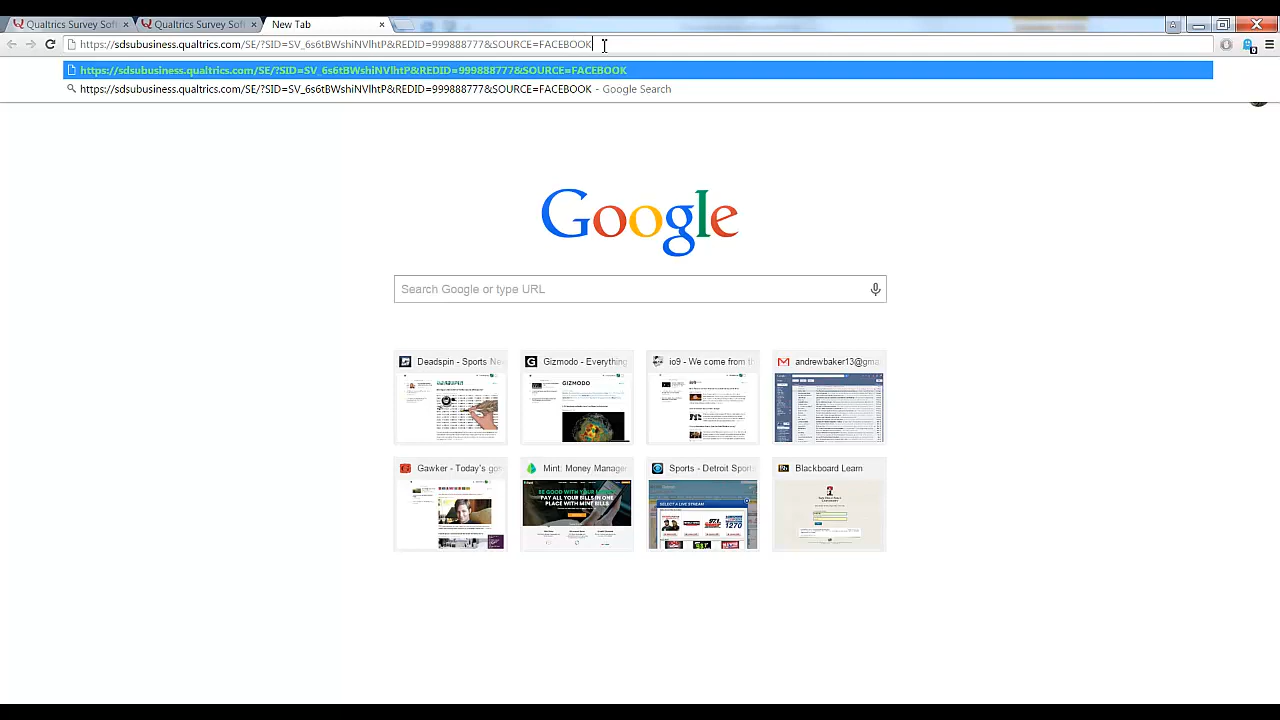 Qualtrics Survey Soft
Qualtrics Survey Soft
New Tab
https://sdsubusiness.qualtrics.com/SE/?SID=SV_6s6tBWshiNVlhtP&REDID=999888777&SOURCE=FACEBOOK
https://sdsubusiness.qualtrics.com/SE/?SID=SV_6s6tBWshiNVlhtP&REDID=999888777&SOURCE=FACEBOOK
https://sdsubusiness.qualtrics.com/SE/?SID=SV_6s6tBWshiNVlhtP&REDID=999888777&SOURCE=FACEBOOK - Google Search
Google
Search Google or type URL
Deadspin - Sports Ne
Gizmodo - Everything
io9 - We come from th
andrewbaker13@gma
GIZMODO
Gawker - Today's go
Mint: Money Manager
Sports - Detroit Sport
Blackboard Learn
BE GOOD WITH YOUR
PAY ALL YOUR BILLS IN ONE
PLACE WITH MINT BILLS
SELECT A LIVE STREAM